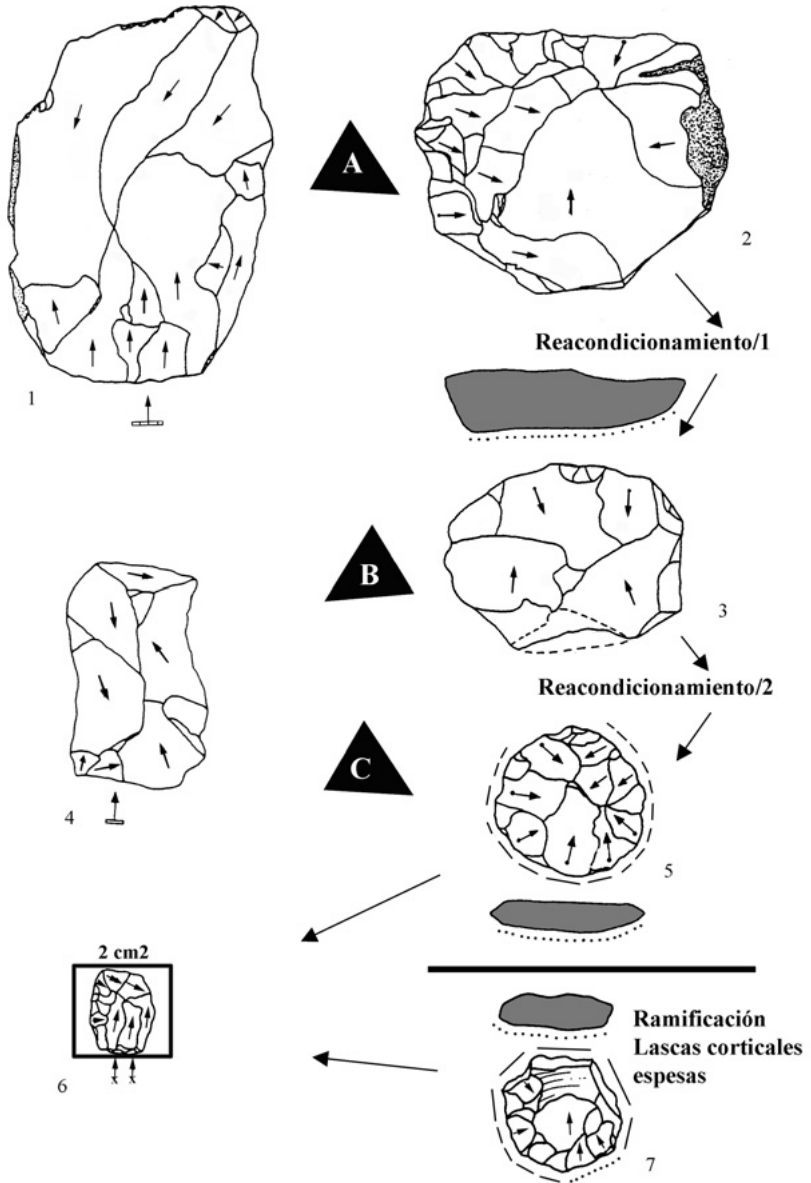 1
A
2
Reacondicionamiento/1
B
3
Reacondicionamiento/2
4
C
5
2 cm2
6
x x
Ramificación
Lascas corticales
espesas
7